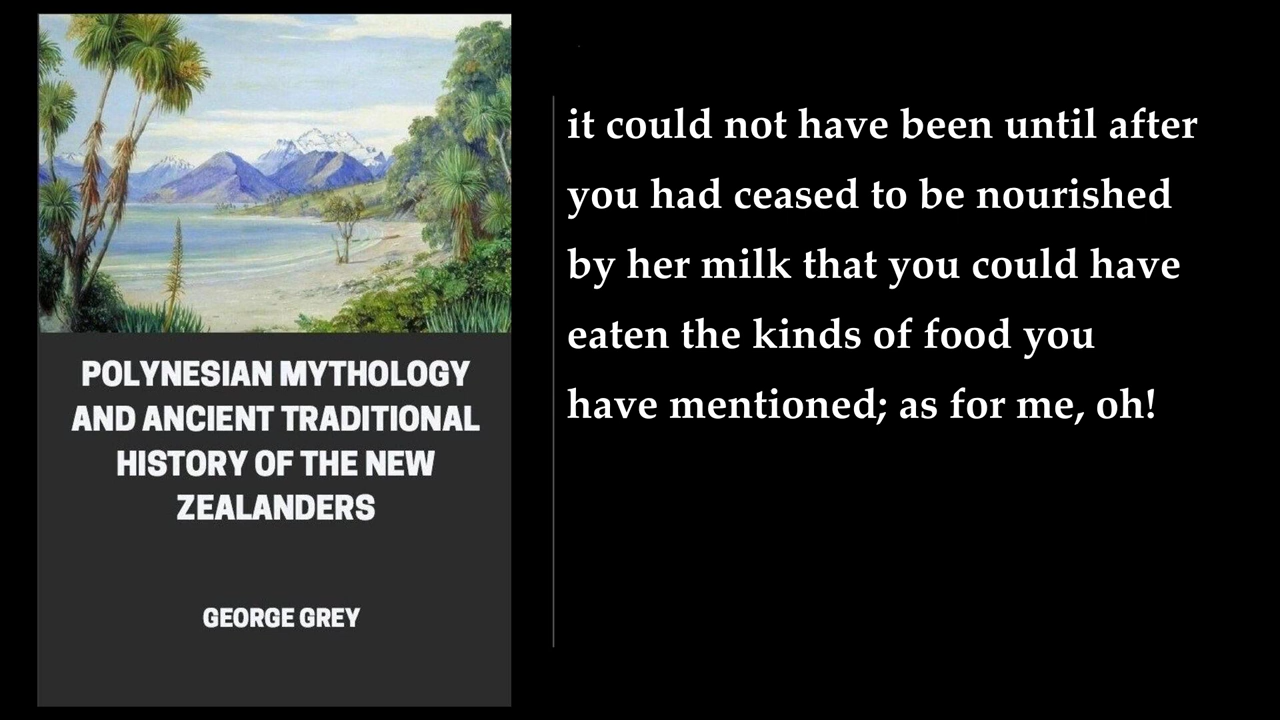 POLYNESIAN MYTHOLOGY
AND ANCIENT TRADITIONAL
HISTORY OF THE NEW
ZEALANDERS
GEORGE GREY
it could not have been until after
you had ceased to be nourished
by her milk that you could have
eaten the kinds of food you
have mentioned; as for me, oh!